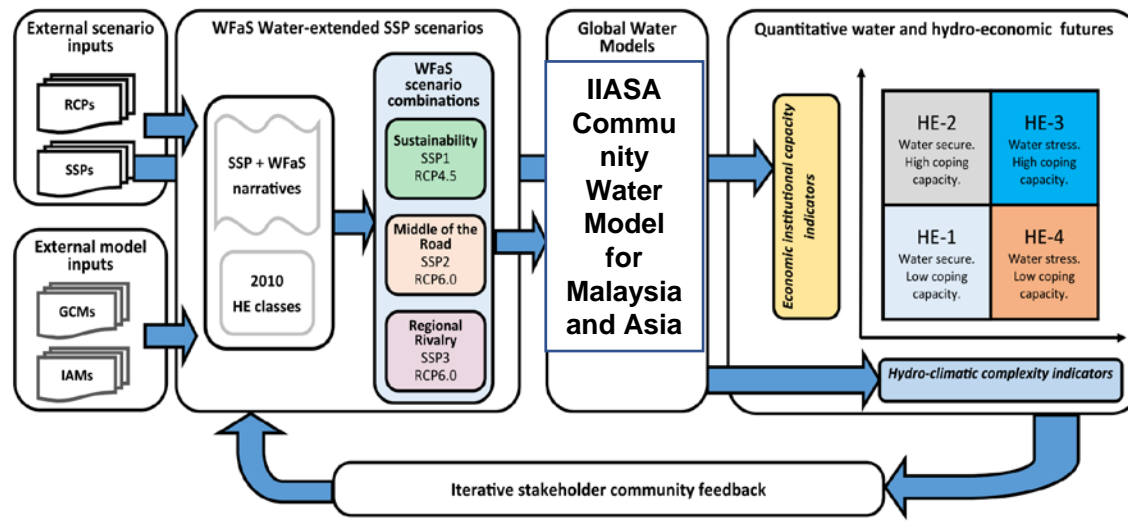 External scenario
inputs
RCPs
SSPs
External model
inputs
GCMs
IAMs
WFaS Water-extended SSP scenarios
SSP + WFaS
narratives
2010
HE classes
WFaS
scenario
combinations
Sustainability
SSP1
RCP4.5
Middle of the
Road
SSP2
RCP6.0
Regional
Rivalry
SSP3
RCP6.0
Global Water
Models
IIASA
Commu
nity
Water
Model
for
Malaysia
and Asia
Quantitative water and hydro-economic futures
Economic institutional capacity
indicators
HE-2
Water secure.
High coping
capacity.
HE-3
Water stress.
High coping
capacity.
HE-1
Water secure.
Low coping
capacity.
HE-4
Water stress.
Low coping
capacity.
Hydro-climatic complexity indicators
Iterative stakeholder community feedback